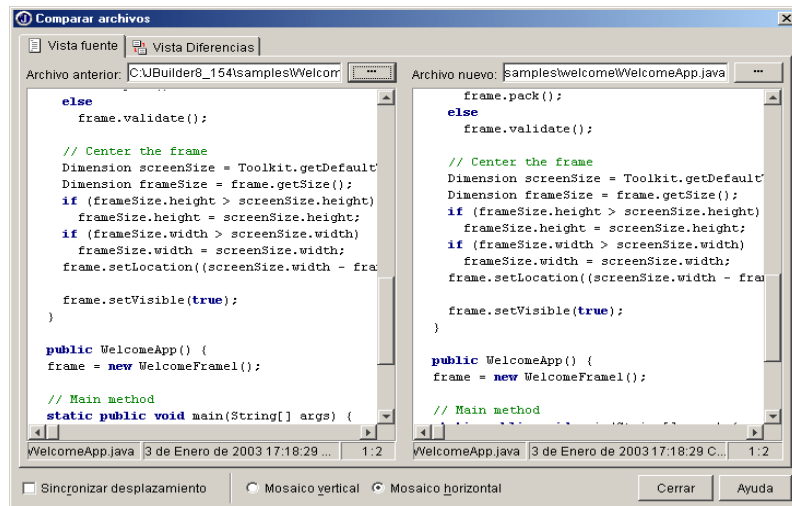 Comparar archivos
Vista fuente
Vista Diferencias
Archivo anterior: C:\JBuilder8_154\samples\Welcom ...
else
frame.validate();
// Center the frame
Dimension screenSize = Toolkit.getDefault
Dimension frameSize = frame.getSize();
if (frameSize.height > screenSize.height)
frameSize.height = screenSize.height;
if (frameSize.width > screenSize.width)
frameSize.width = screenSize.width;
frame.setLocation((screenSize.width - fra
frame.setVisible(true);
}
public WelcomeApp() {
frame = new WelcomeFrame1();
// Main method
static public void main(String[] args) {
WelcomeApp.java 3 de Enero de 2003 17:18:29 ... 1:2
Archivo nuevo: samples\welcome\WelcomeApp.java ...
frame.pack();
else
frame.validate();
// Center the frame
Dimension screenSize = Toolkit.getDefault
Dimension frameSize = frame.getSize();
if (frameSize.height > screenSize.height)
frameSize.height = screenSize.height;
if (frameSize.width > screenSize.width)
frameSize.width = screenSize.width;
frame.setLocation((screenSize.width - fra
frame.setVisible(true);
}
public WelcomeApp() {
frame = new WelcomeFrame1();
// Main method
WelcomeApp.java 3 de Enero de 2003 17:18:29 C... 1:2
Sincronizar desplazamiento
Mosaico vertical
Mosaico horizontal
Cerrar
Ayuda